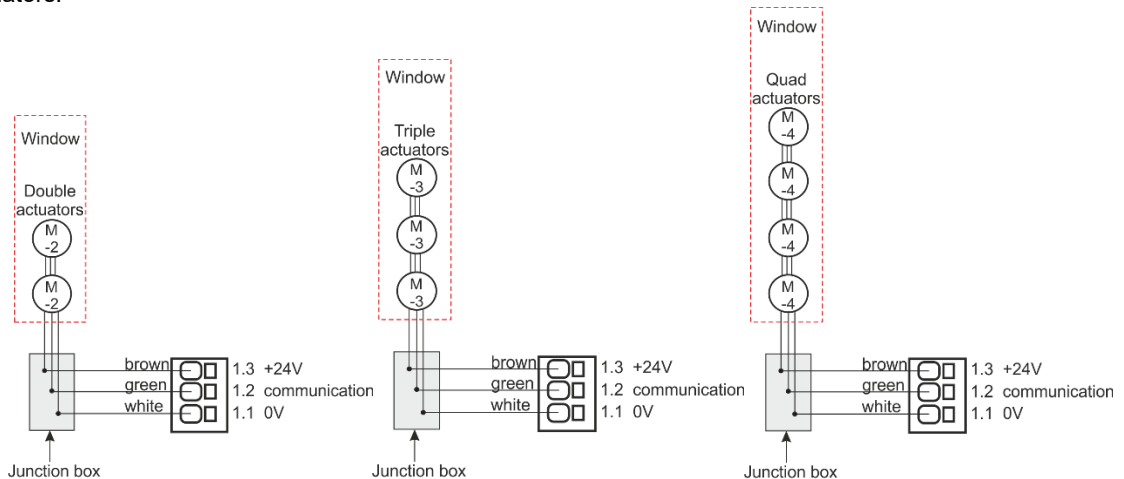 Window
Double
actuators
M
-2
M
-2
brown
green
white
1.3 +24V
1.2 communication
1.1 0V
Junction box
Window
Triple
actuators
M
-3
M
-3
M
-3
brown
green
white
1.3 +24V
1.2 communication
1.1 0V
Junction box
Window
Quad
actuators
M
-4
M
-4
M
-4
M
-4
brown
green
white
1.3 +24V
1.2 communication
1.1 0V
Junction box